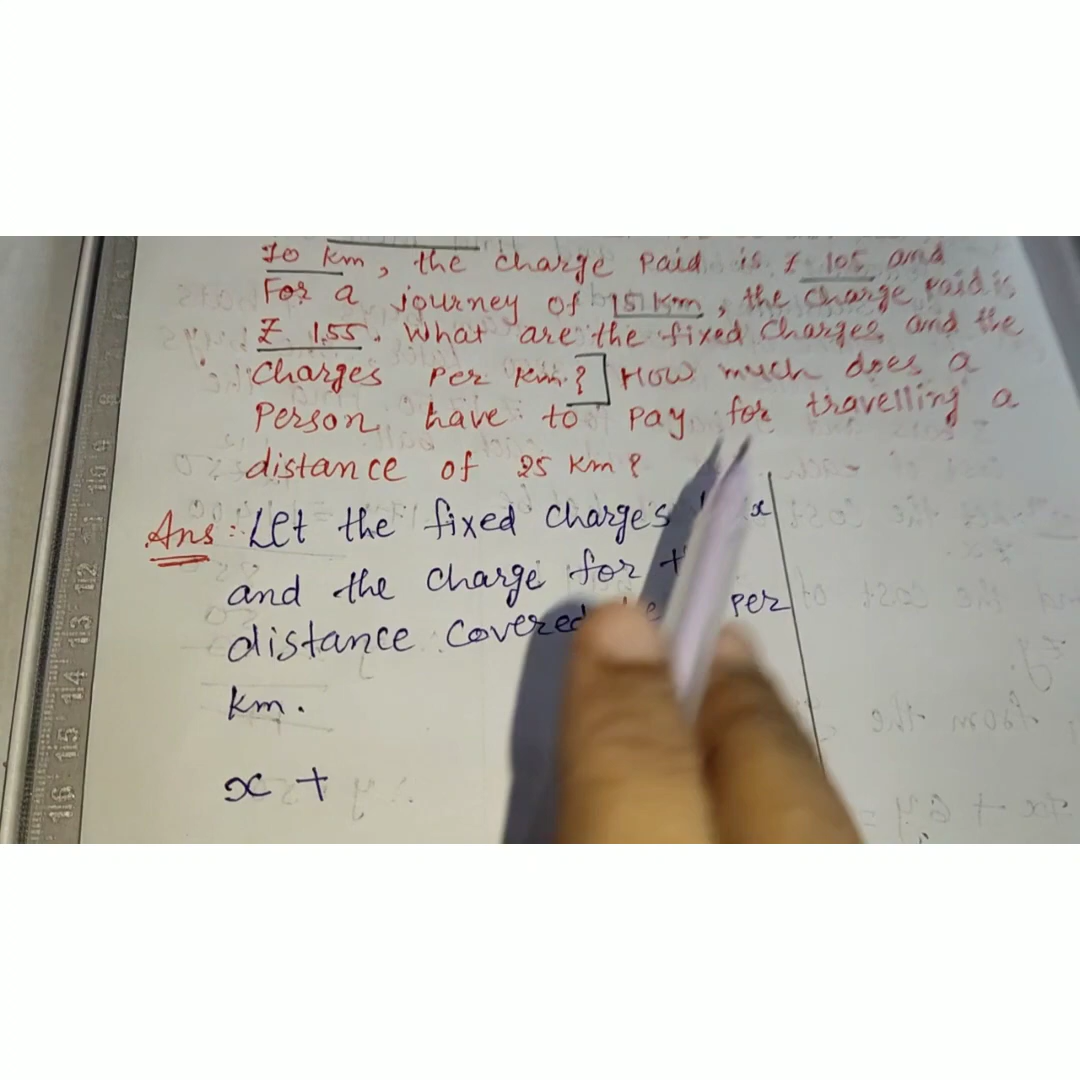 10 km, the charge paid is ₹ 105 and
For a journey of 15 km, the charge paid is
₹ 155. What are the fixed Charges and the
Charges Per Km.? How much does a
Person have to pay for travelling a
distance of 25 Km?
Ans:- Let the fixed charges x
and the charge for
distance covered per
km.
x +